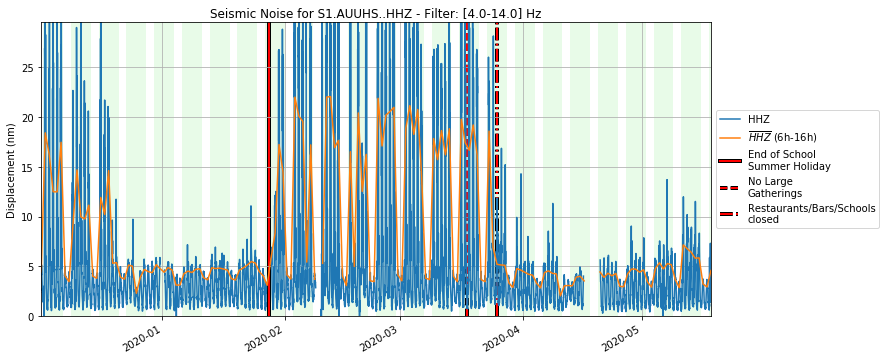 Seismic Noise for S1.AUUHS..HHZ - Filter: [4.0-14.0] Hz
Displacement (nm)
25
20
15
10
5
0
2020-01
2020-02
2020-03
2020-04
2020-05
HHZ
HHZ (6h-16h)
End of School
Summer Holiday
No Large
Gatherings
Restaurants/Bars/Schools
closed